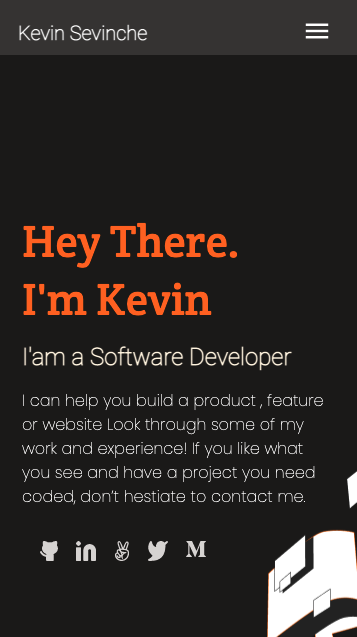 Kevin Sevinche
Hey There.
I'm Kevin
I'am a Software Developer
I can help you build a product , feature
or website Look through some of my
work and experience! If you like what
you see and have a project you need
coded, don't hestiate to contact me.